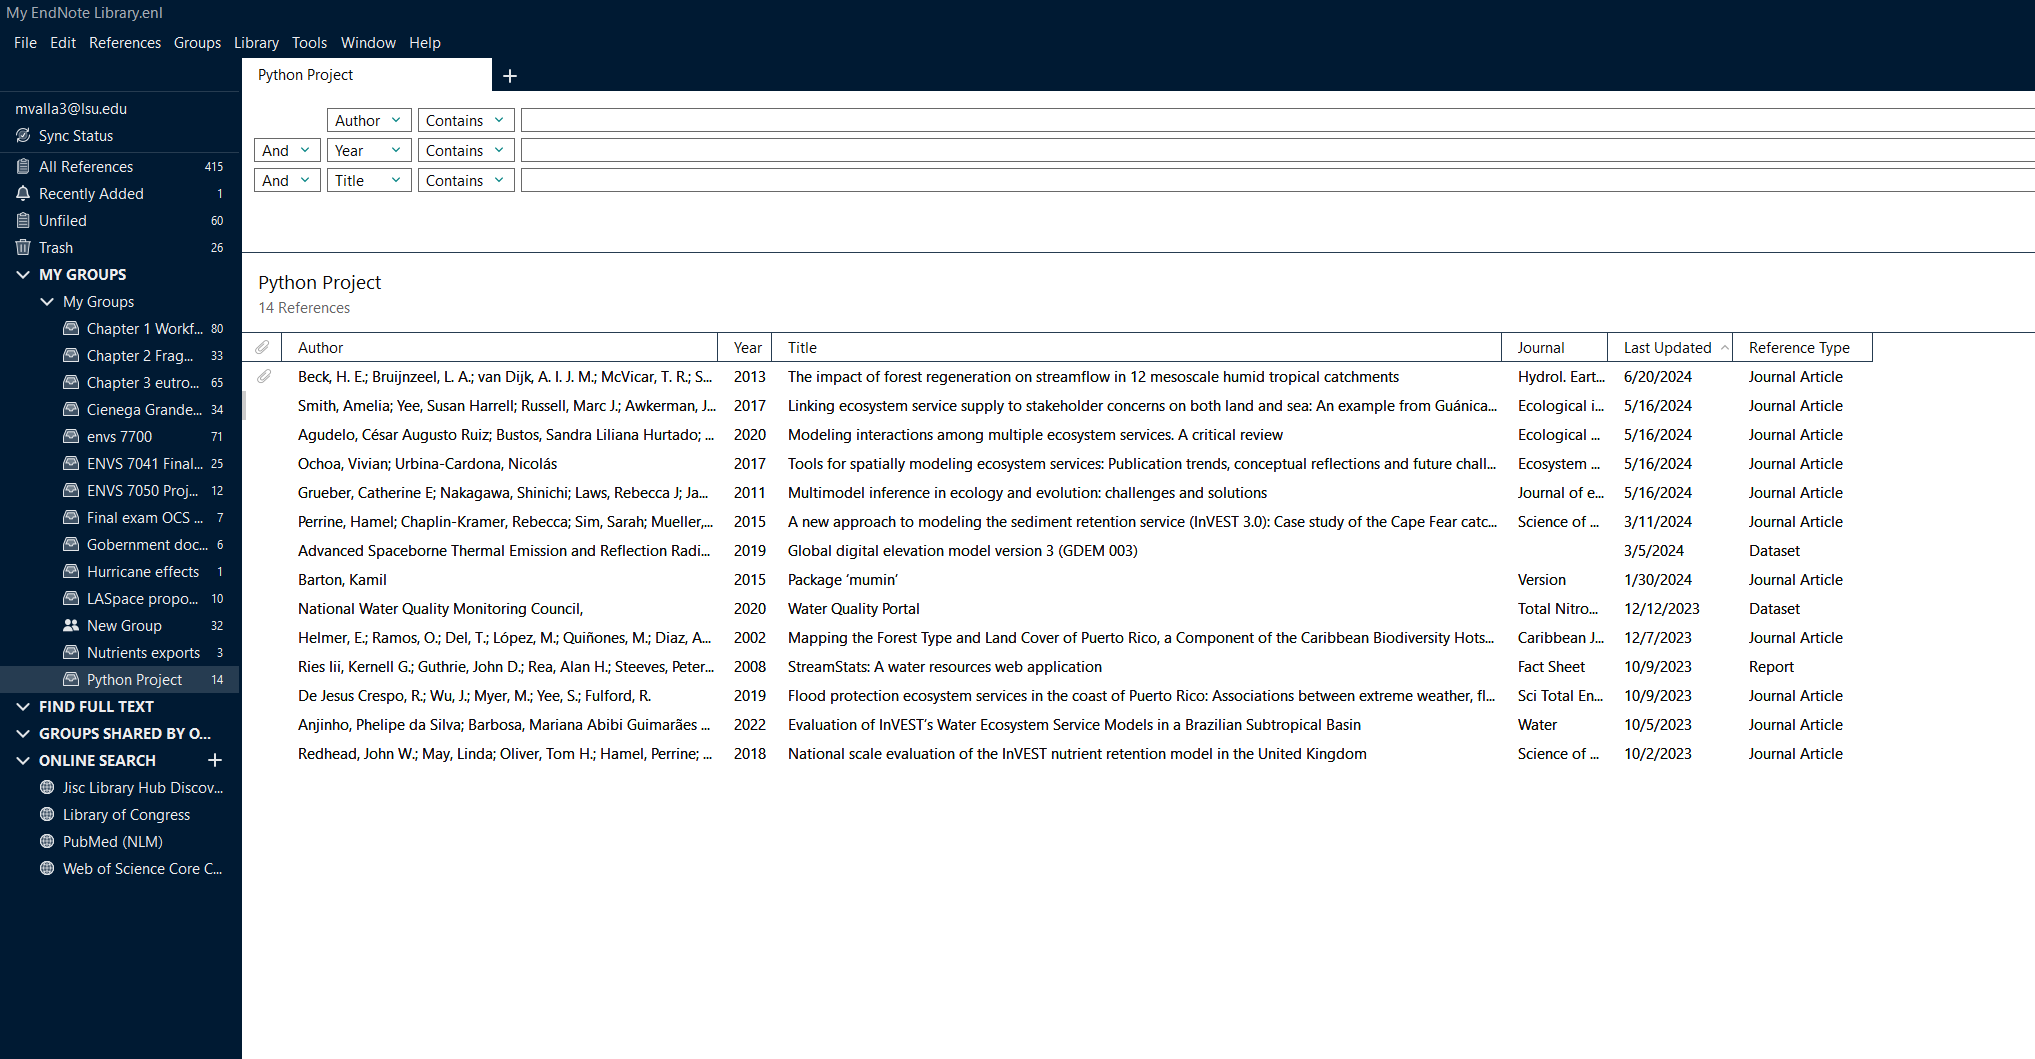 My EndNote Library.enl
File Edit References Groups Library Tools Window Help
Python Project
mvalla3@lsu.edu
Sync Status
All References 415
Recently Added 1
Unfiled 60
Trash 26
MY GROUPS
My Groups
Chapter 1 Workf... 80
Chapter 2 Frag... 33
Chapter 3 eutro... 65
Cienega Grande... 34
envs 7700 71
ENVS 7041 Final... 25
ENVS 7050 Proj... 12
Final exam OCS ... 7
Gobernment doc... 6
Hurricane effects 1
LASpace propo... 10
New Group 32
Nutrients exports 3
Python Project 14
FIND FULL TEXT
GROUPS SHARED BY O...
ONLINE SEARCH +
Jisc Library Hub Discov...
Library of Congress
PubMed (NLM)
Web of Science Core C...
Author Contains
And Year Contains
And Title Contains
Python Project
14 References
Author Year Title Journal Last Updated Reference Type
Beck, H. E.; Bruijnzeel, L. A.; van Dijk, A. I. J. M.; McVicar, T. R.; S... 2013 The impact of forest regeneration on streamflow in 12 mesoscale humid tropical catchments Hydrol. Eart... 6/20/2024 Journal Article
Smith, Amelia; Yee, Susan Harrell; Russell, Marc J.; Awkerman, J... 2017 Linking ecosystem service supply to stakeholder concerns on both land and sea: An example from Guánica... Ecological i... 5/16/2024 Journal Article
Agudelo, César Augusto Ruiz; Bustos, Sandra Liliana Hurtado; ... 2020 Modeling interactions among multiple ecosystem services. A critical review Ecological ... 5/16/2024 Journal Article
Ochoa, Vivian; Urbina-Cardona, Nicolás 2017 Tools for spatially modeling ecosystem services: Publication trends, conceptual reflections and future chall... Ecosystem ... 5/16/2024 Journal Article
Grueber, Catherine E; Nakagawa, Shinichi; Laws, Rebecca J; Ja... 2011 Multimodel inference in ecology and evolution: challenges and solutions Journal of e... 5/16/2024 Journal Article
Perrine, Hamel; Chaplin-Kramer, Rebecca; Sim, Sarah; Mueller,... 2015 A new approach to modeling the sediment retention service (InVEST 3.0): Case study of the Cape Fear catc... Science of ... 3/11/2024 Journal Article
Advanced Spaceborne Thermal Emission and Reflection Radi... 2019 Global digital elevation model version 3 (GDEM 003) 3/5/2024 Dataset
Barton, Kamil 2015 Package ‘mumin’ Version 1/30/2024 Journal Article
National Water Quality Monitoring Council, 2020 Water Quality Portal Total Nitro... 12/12/2023 Dataset
Helmer, E.; Ramos, O.; Del, T.; López, M.; Quiñones, M.; Diaz, A... 2002 Mapping the Forest Type and Land Cover of Puerto Rico, a Component of the Caribbean Biodiversity Hots... Caribbean J... 12/7/2023 Journal Article
Ries Iii, Kernell G.; Guthrie, John D.; Rea, Alan H.; Steeves, Peter... 2008 StreamStats: A water resources web application Fact Sheet 10/9/2023 Report
De Jesus Crespo, R.; Wu, J.; Myer, M.; Yee, S.; Fulford, R. 2019 Flood protection ecosystem services in the coast of Puerto Rico: Associations between extreme weather, fl... Sci Total En... 10/9/2023 Journal Article
Anjinho, Phelipe da Silva; Barbosa, Mariana Abibi Guimarães ... 2022 Evaluation of InVEST’s Water Ecosystem Service Models in a Brazilian Subtropical Basin Water 10/5/2023 Journal Article
Redhead, John W.; May, Linda; Oliver, Tom H.; Hamel, Perrine; ... 2018 National scale evaluation of the InVEST nutrient retention model in the United Kingdom Science of ... 10/2/2023 Journal Article